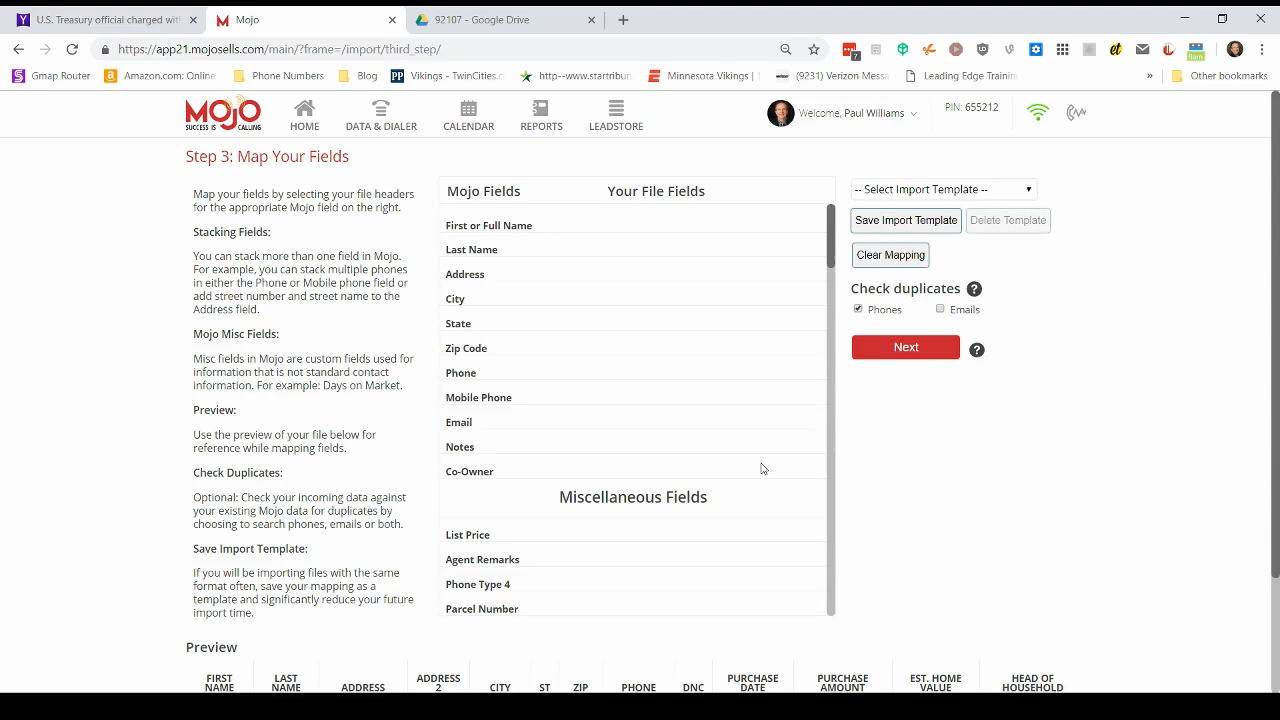 U.S. Treasury official charged with
Mojo
92107 - Google Drive
https://app21.mojosells.com/main/?frame=/import/third_step/
7
et
Gmap Router
Amazon.com: Online
Phone Numbers
Blog
Vikings - TwinCities.c
http--www.startribun
Minnesota Vikings |
(9231) Verizon Messa
Leading Edge Trainin
»
Other bookmarks
MOJO
SUCCESS IS CALLING
HOME
DATA & DIALER
CALENDAR
REPORTS
LEADSTORE
Welcome, Paul Williams
PIN: 655212
Step 3: Map Your Fields
Map your fields by selecting your file headers
for the appropriate Mojo field on the right.
Stacking Fields:
You can stack more than one field in Mojo.
For example, you can stack multiple phones
in either the Phone or Mobile phone field or
add street number and street name to the
Address field.
Mojo Misc Fields:
Misc fields in Mojo are custom fields used for
information that is not standard contact
information. For example: Days on Market.
Preview:
Use the preview of your file below for
reference while mapping fields.
Check Duplicates:
Optional: Check your incoming data against
your existing Mojo data for duplicates by
choosing to search phones, emails or both.
Save Import Template:
If you will be importing files with the same
format often, save your mapping as a
template and significantly reduce your future
import time.
Mojo Fields Your File Fields
First or Full Name
Last Name
Address
City
State
Zip Code
Phone
Mobile Phone
Email
Notes
Co-Owner
Miscellaneous Fields
List Price
Agent Remarks
Phone Type 4
Parcel Number
-- Select Import Template --
Save Import Template Delete Template
Clear Mapping
Check duplicates ?
Phones Emails
Next ?
Preview
FIRST NAME
LAST NAME
ADDRESS
ADDRESS 2
CITY
ST
ZIP
PHONE
DNC
PURCHASE DATE
PURCHASE AMOUNT
EST. HOME VALUE
HEAD OF HOUSEHOLD